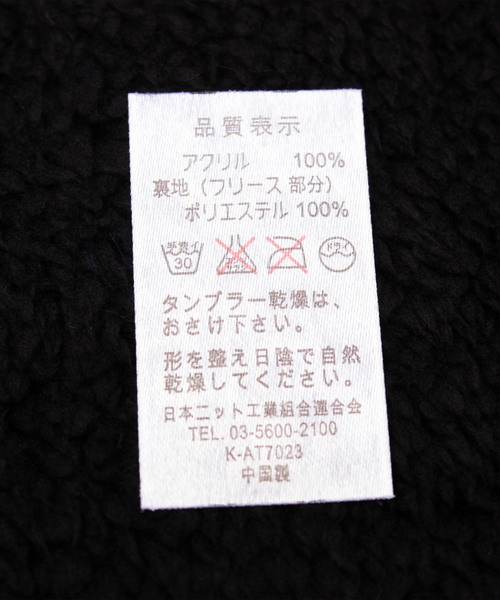 品質表示
アクリル 100%
裏地(フリース部分)
ポリエステル 100%
手洗イ
30
ドライ
タンブラー乾燥は、
おさけ下さい。
形を整え日陰で自然
乾燥してください。
日本ニット工業組合連合会
TEL. 03-5600-2100
K-AT7023
中国製